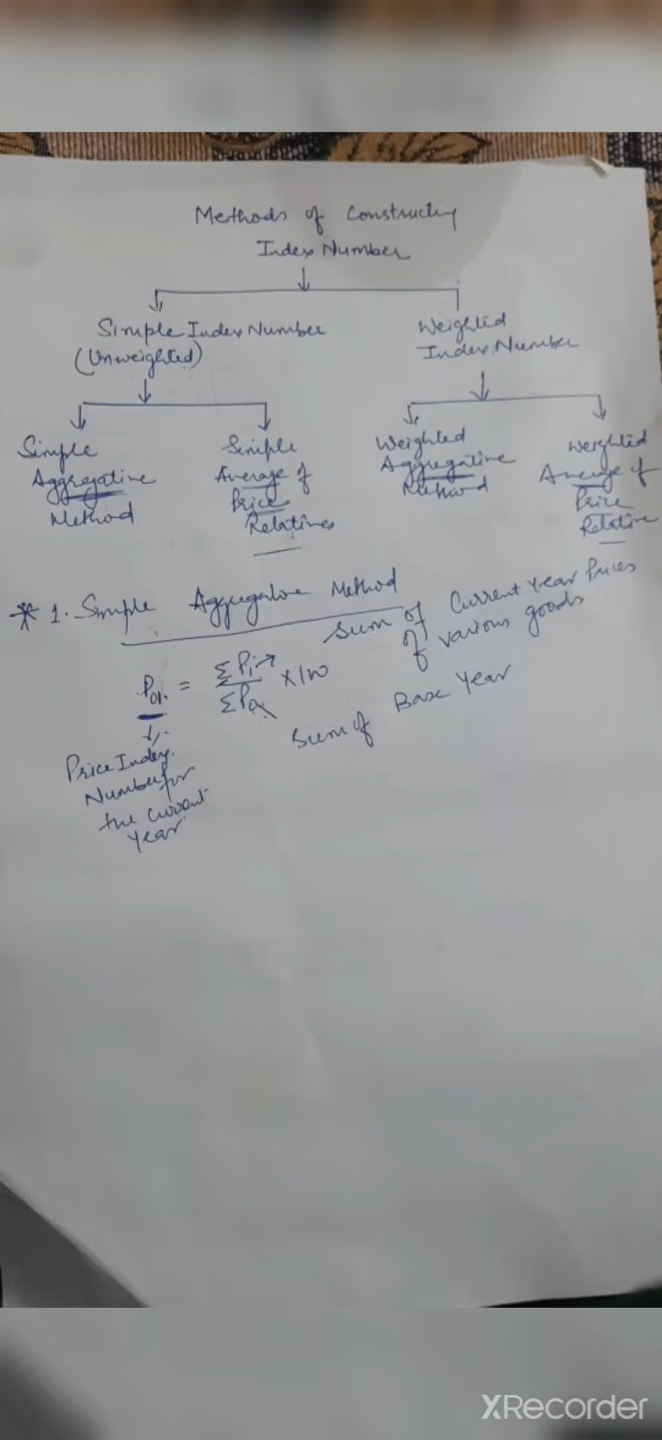 Methods of Constructing
Index Number
Simple Index Number
(Unweighted)
Weighted
Index Number
Simple
Aggregative
Method
Simple
Average of
Price
Relatives
Weighted
Aggregative
Method
Weighted
Average of
Price
Relative
* 1. Simple Aggregative Method
P01 = ΣP1 / ΣP0 × 100
Sum of Current Year Prices
of various goods
Sum of Base Year
Price Index
Number for
the current
Year
XRecorder